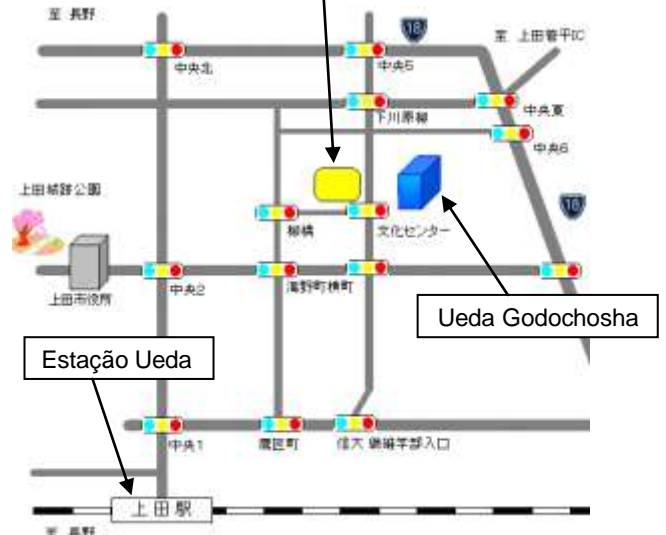 至 長野
18
至 上田菅平IC
中央北
中央5
下川原柳
中央東
中央6
上田城跡公園
18
柳橋
文化センター
上田市役所
中央2
横町
Ueda Godochosha
Estação Ueda
中央1
鷹匠町
信大 繊維学部入口
上田駅
至 長野